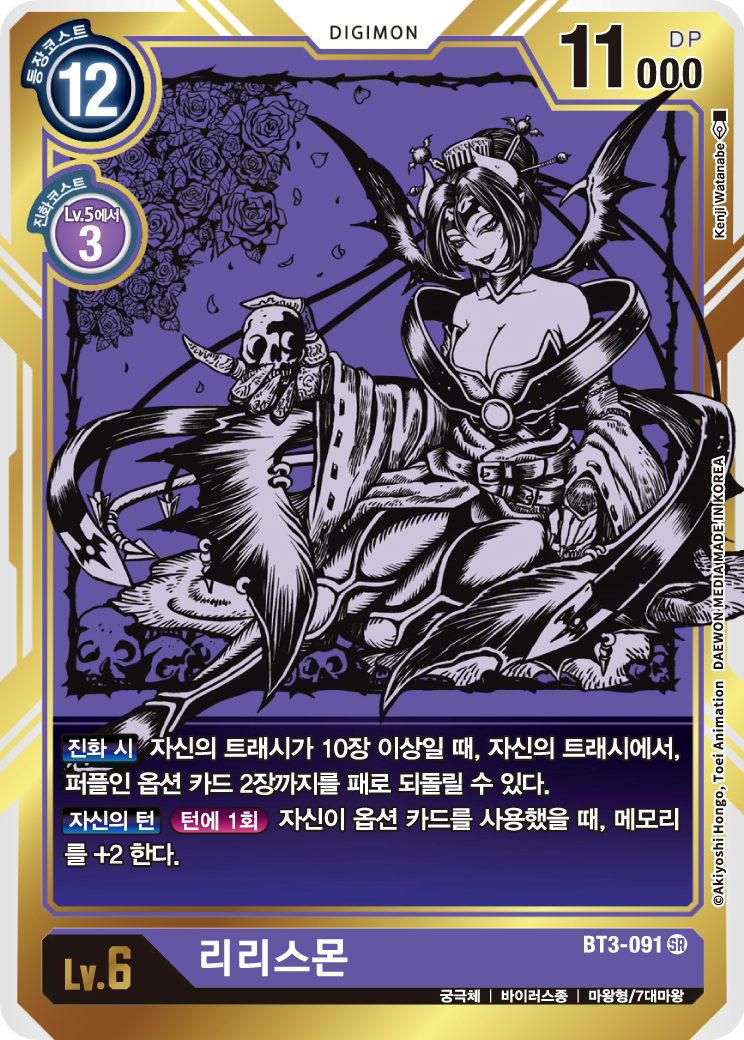 DIGIMON
등장코스트
12
11000
DP
진화코스트
Lv.5에서
3
Kenji Watanabe
DAEWON MEDIA MADE IN KOREA
©Akiyoshi Hongo, Toei Animation
진화 시 자신의 트래시가 10장 이상일 때, 자신의 트래시에서,
퍼플인 옵션 카드 2장까지를 패로 되돌릴 수 있다.
자신의 턴 턴에 1회 자신이 옵션 카드를 사용했을 때, 메모리
를 +2 한다.
Lv.6
리리스몬
BT3-091 SR
궁극체 | 바이러스종 | 마왕형/7대마왕